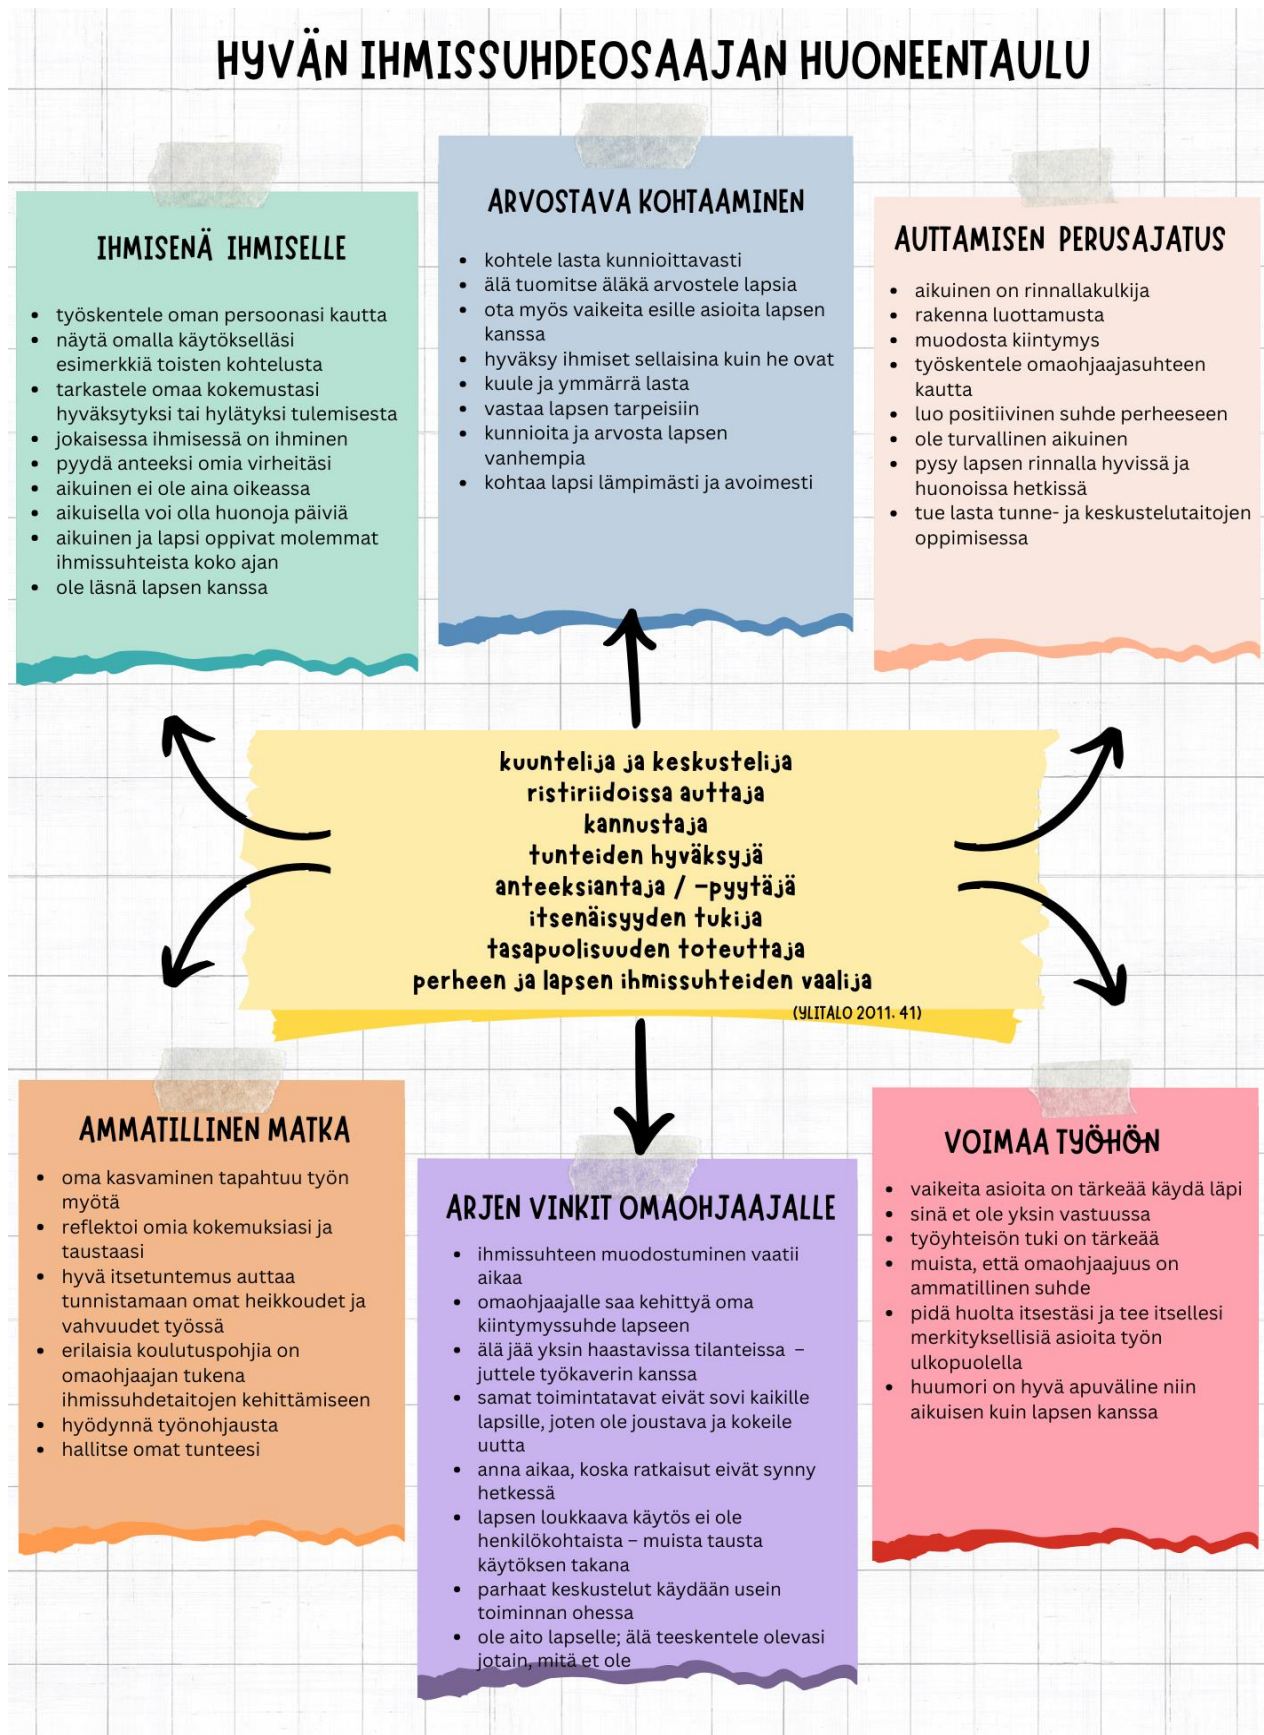 HYVÄN IHMISSUHDEOSAAJAN HUONEENTAULU
IHMISENÄ IHMISELLE
• työskentele oman persoonasi kautta
• näytä omalla käytökselläsi
esimerkkiä toisten kohtelusta
• tarkastele omaa kokemustasi
hyväksytyksi tai hylätyksi tulemisesta
• jokaisessa ihmisessä on ihminen
• pyydä anteeksi omia virheitäsi
• aikuinen ei ole aina oikeassa
• aikuisella voi olla huonoja päiviä
• aikuinen ja lapsi oppivat molemmat
ihmissuhteista koko ajan
• ole läsnä lapsen kanssa
ARVOSTAVA KOHTAAMINEN
• kohtele lasta kunnioittavasti
• älä tuomitse äläkä arvostele lapsia
• ota myös vaikeita esille asioita lapsen
kanssa
• hyväksy ihmiset sellaisina kuin he ovat
• kuule ja ymmärrä lasta
• vastaa lapsen tarpeisiin
• kunnioita ja arvosta lapsen
vanhempia
• kohtaa lapsi lämpimästi ja avoimesti
AUTTAMISEN PERUSAJATUS
• aikuinen on rinnallakulkija
• rakenna luottamusta
• muodosta kiintymys
• työskentele omaohjaajasuhteen
kautta
• luo positiivinen suhde perheeseen
• ole turvallinen aikuinen
• pysy lapsen rinnalla hyvissä ja
huonoissa hetkissä
• tue lasta tunne- ja keskustelutaitojen
oppimisessa
kuuntelija ja keskustelija
ristiriidoissa auttaja
kannustaja
tunteiden hyväksyjä
anteeksiantaja / -pyytäjä
itsenäisyyden tukija
tasapuolisuuden toteuttaja
perheen ja lapsen ihmissuhteiden vaalija
(YLITALO 2011. 41)
AMMATILLINEN MATKA
• oma kasvaminen tapahtuu työn
myötä
• reflektoi omia kokemuksiasi ja
taustaasi
• hyvä itsetuntemus auttaa
tunnistamaan omat heikkoudet ja
vahvuudet työssä
• erilaisia koulutuspohjia on
omaohjaajan tukena
ihmissuhdetaitojen kehittämiseen
• hyödynnä työnohjausta
• hallitse omat tunteesi
ARJEN VINKIT OMAOHJAAJALLE
• ihmissuhteen muodostuminen vaatii
aikaa
• omaohjaajalle saa kehittyä oma
kiintymyssuhde lapseen
• älä jää yksin haastavissa tilanteissa –
juttele työkaverin kanssa
• samat toimintatavat eivät sovi kaikille
lapsille, joten ole joustava ja kokeile
uutta
• anna aikaa, koska ratkaisut eivät synny
hetkessä
• lapsen loukkaava käytös ei ole
henkilökohtaista – muista tausta
käytöksen takana
• parhaat keskustelut käydään usein
toiminnan ohessa
• ole aito lapselle; älä teeskentele olevasi
jotain, mitä et ole
VOIMAA TYÖHÖN
• vaikeita asioita on tärkeää käydä läpi
• sinä et ole yksin vastuussa
• työyhteisön tuki on tärkeää
• muista, että omaohjaajuus on
ammatillinen suhde
• pidä huolta itsestäsi ja tee itsellesi
merkityksellisiä asioita työn
ulkopuolella
• huumori on hyvä apuväline niin
aikuisen kuin lapsen kanssa